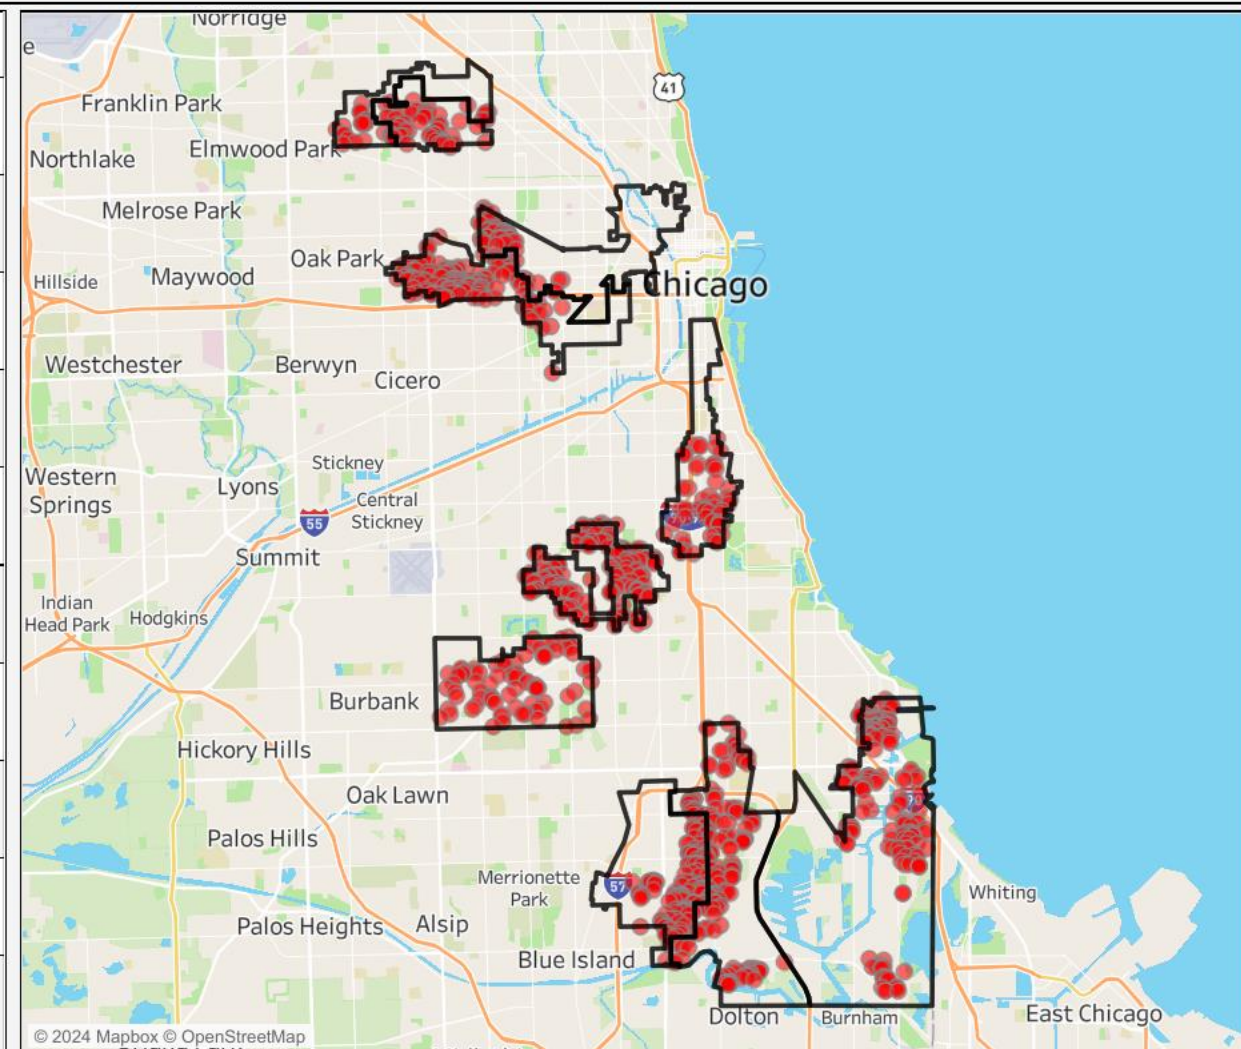 Norridge
e
41
Franklin Park
Northlake
Elmwood Park
Melrose Park
Oak Park
Hillside
Maywood
Chicago
Westchester
Berwyn
Cicero
Stickney
Western
Springs
Lyons
Central
Stickney
55
Summit
Indian
Head Park
Hodgkins
Burbank
Hickory Hills
Oak Lawn
Palos Hills
Merrionette
Park
57
Whiting
Palos Heights
Alsip
Blue Island
Dolton
Burnham
East Chicago
© 2024 Mapbox © OpenStreetMap